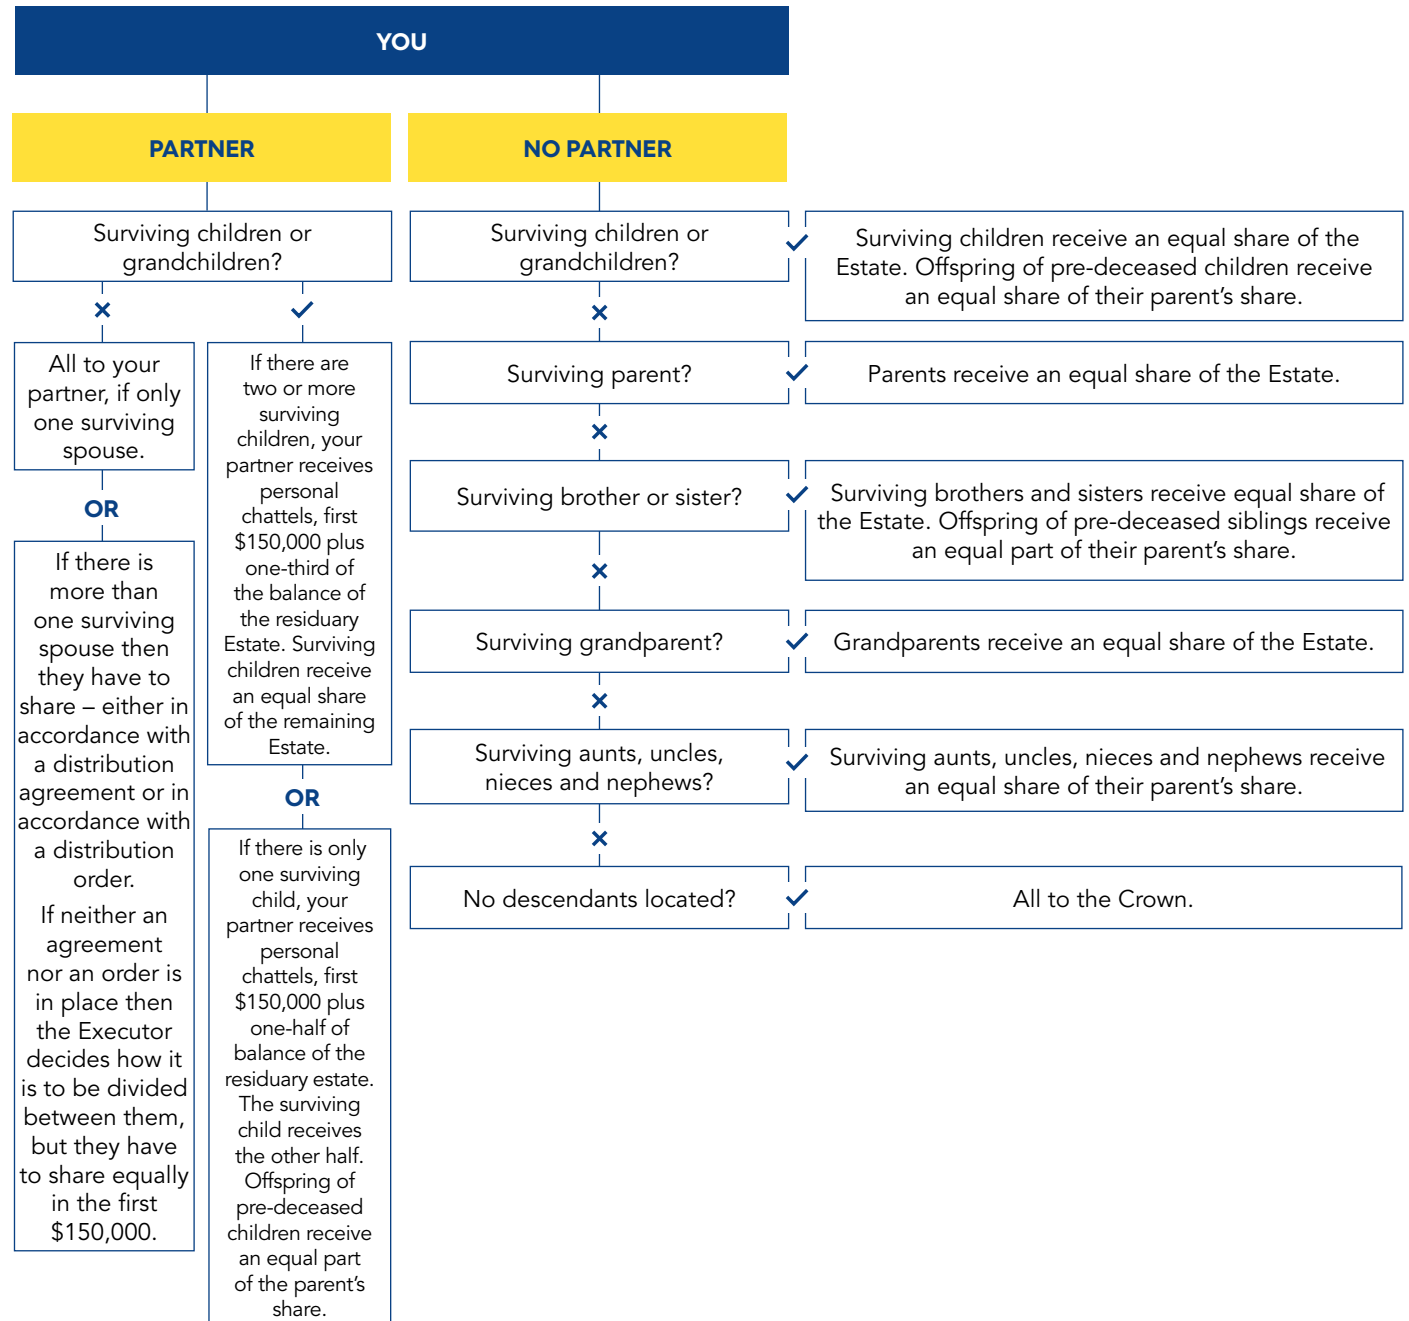 YOU
PARTNER
NO PARTNER
Surviving children or
grandchildren?
All to your
partner, if only
one surviving
spouse.
OR
If there is
more than
one surviving
spouse then
they have to
share – either in
accordance with
a distribution
agreement or in
accordance with
a distribution
order.
If neither an
agreement
nor an order is
in place then
the Executor
decides how it
is to be divided
between them,
but they have
to share equally
in the first
$150,000.
If there are
two or more
surviving
children, your
partner receives
personal
chattels, first
$150,000 plus
one-third of
the balance of
the residuary
Estate. Surviving
children receive
an equal share
of the remaining
Estate.
OR
If there is only
one surviving
child, your
partner receives
personal
chattels, first
$150,000 plus
one-half of
balance of the
residuary estate.
The surviving
child receives
the other half.
Offspring of
pre-deceased
children receive
an equal part
of the parent's
share.
Surviving children or
grandchildren?
Surviving children receive an equal share of the
Estate. Offspring of pre-deceased children receive
an equal share of their parent's share.
Surviving parent?
Parents receive an equal share of the Estate.
Surviving brother or sister?
Surviving brothers and sisters receive equal share of
the Estate. Offspring of pre-deceased siblings receive
an equal part of their parent's share.
Surviving grandparent?
Grandparents receive an equal share of the Estate.
Surviving aunts, uncles,
nieces and nephews?
Surviving aunts, uncles, nieces and nephews receive
an equal share of their parent's share.
No descendants located?
All to the Crown.